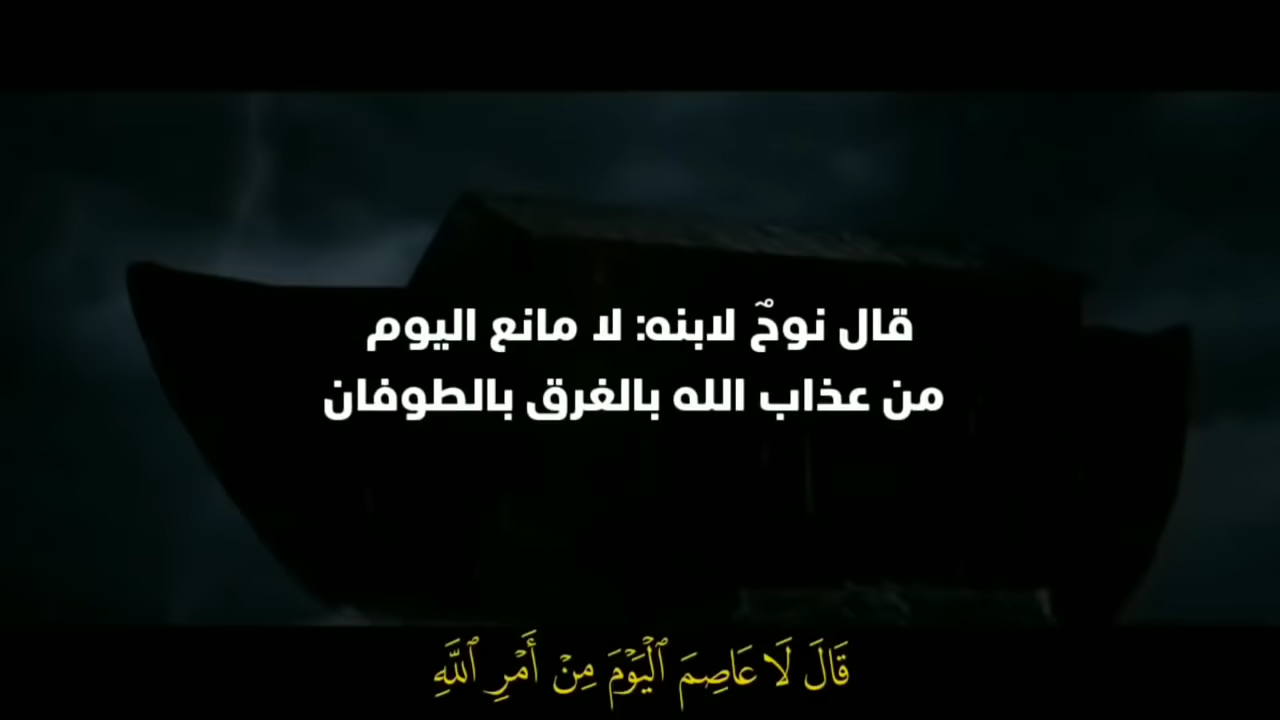 قال نوحٌ لابنه: لا مانع اليوم
من عذاب الله بالغرق بالطوفان
قَالَ لَا عَاصِمَ ٱلْيَوْمَ مِنْ أَمْرِ ٱللَّهِ